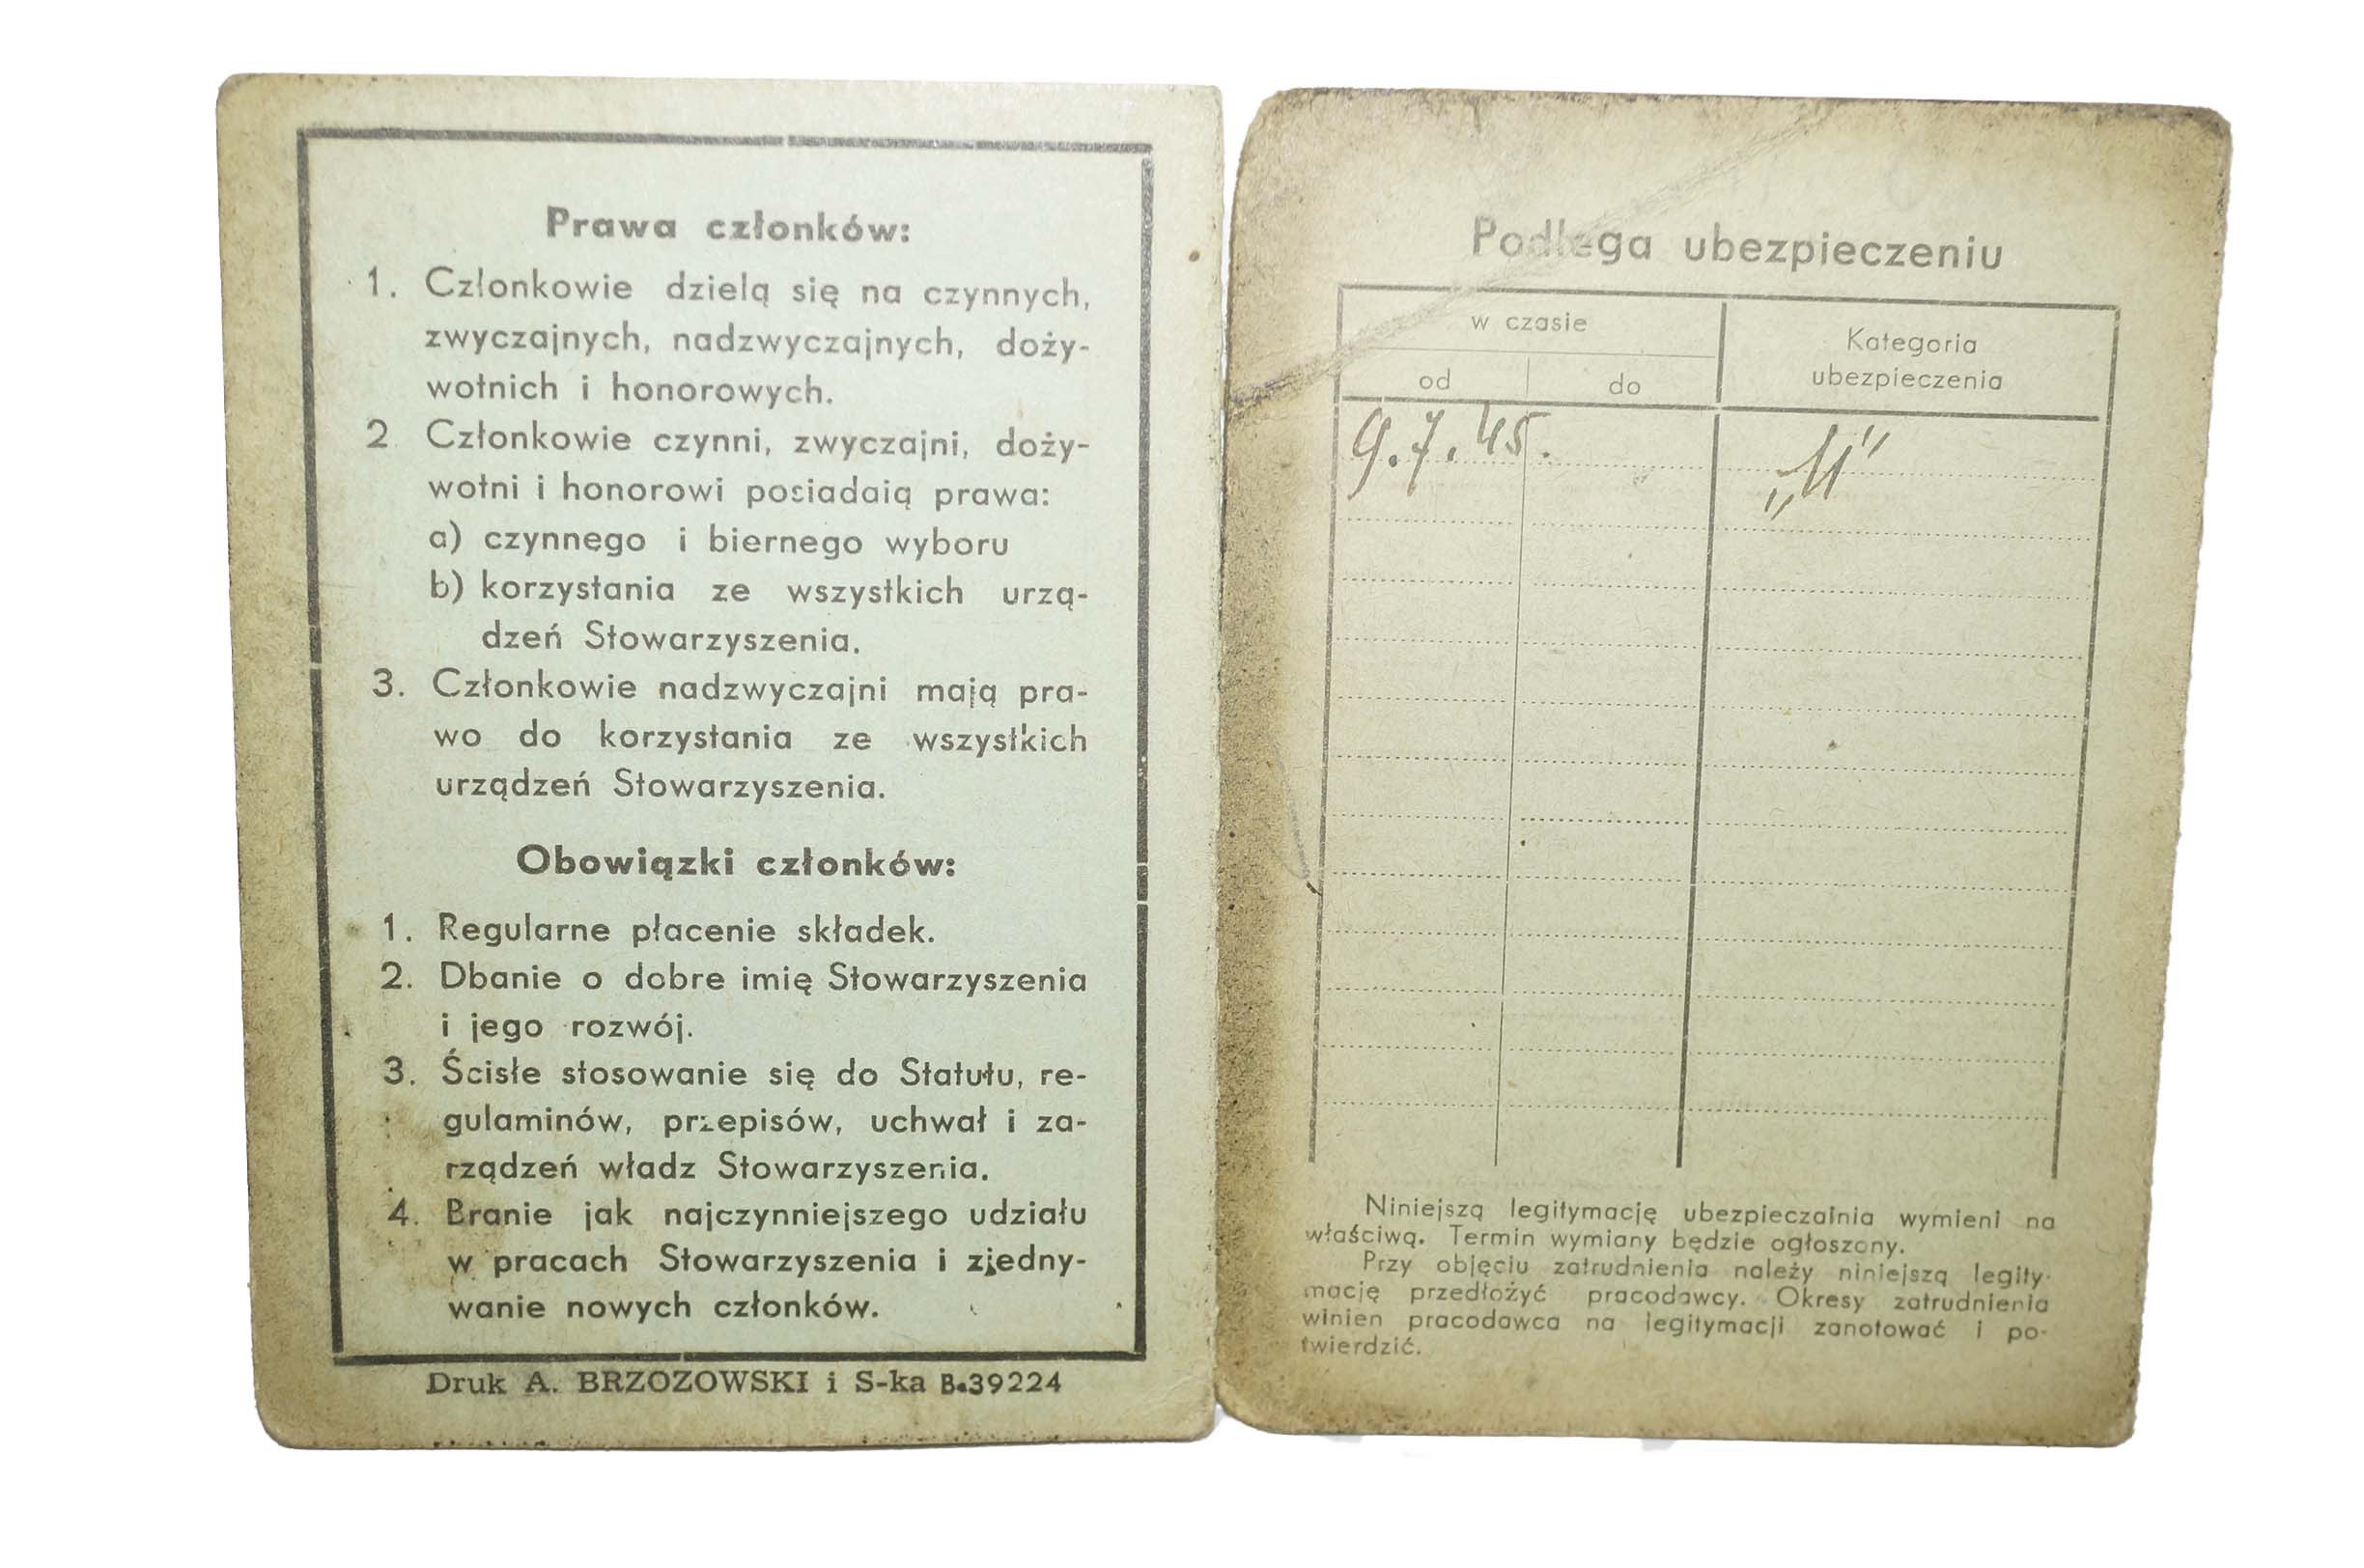 Prawa członków:
1. Członkowie dzielą się na czynnych,
zwyczajnych, nadzwyczajnych, doży-
wotnich i honorowych.
2 Członkowie czynni, zwyczajni, doży-
wotni i honorowi posiadają prawa:
a) czynnego i biernego wyboru
b) korzystania ze wszystkich urzą-
dzeń Stowarzyszenia.
3. Członkowie nadzwyczajni mają pra-
wo do korzystania ze wszystkich
urządzeń Stowarzyszenia.
Obowiązki członków:
1. Regularne płacenie składek.
2. Dbanie o dobre imię Stowarzyszenia
i jego rozwój.
3. Ścisłe stosowanie się do Statutu, re-
gulaminów, przepisów, uchwał i za-
rządzeń władz Stowarzyszenia.
4. Branie jak najczynniejszego udziału
w pracach Stowarzyszenia i zjedny-
wanie nowych członków.
Druk A. BRZOZOWSKI i S-ka B.39224
Podlega ubezpieczeniu
w czasie
Kategoria
ubezpieczenia
od do
9.7.45.
Niniejszą legitymację ubezpieczalnia wymieni na
właściwą. Termin wymiany będzie ogłoszony.
Przy objęciu zatrudnienia należy niniejszą legity-
mację przedłożyć pracodawcy. Okresy zatrudnienia
winien pracodawca na legitymacji zanotować i po-
twierdzić.